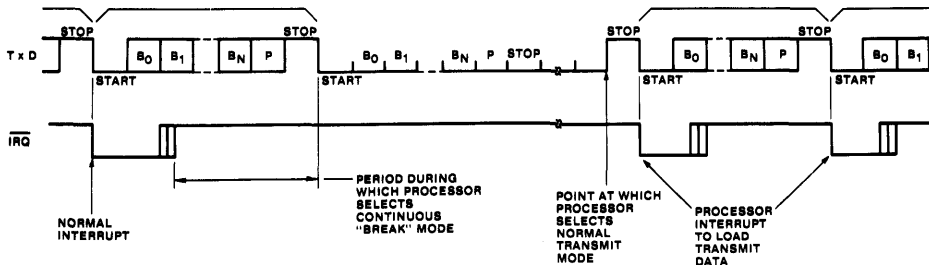 STOP STOP STOP STOP
T x D B0 B1 BN P B0 B1 BN P STOP B0 BN P B0 B1
START START START START
IRQ
NORMAL
INTERRUPT
PERIOD DURING
WHICH PROCESSOR
SELECTS
CONTINUOUS
"BREAK" MODE
POINT AT WHICH
PROCESSOR
SELECTS
NORMAL
TRANSMIT
MODE
PROCESSOR
INTERRUPT
TO LOAD
TRANSMIT
DATA